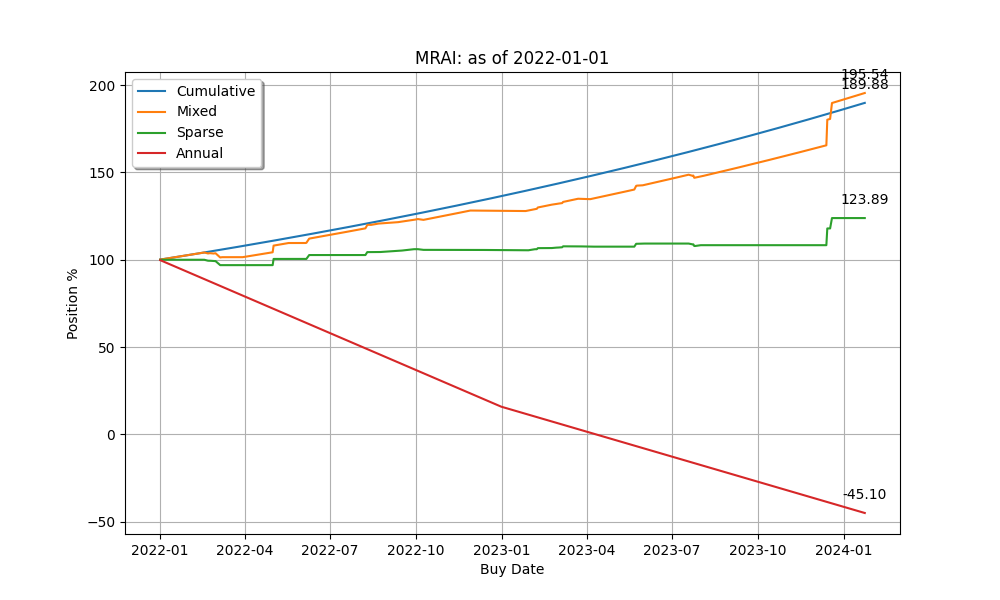 MRAI: as of 2022-01-01
195.54
189.88
123.89
-45.10
Cumulative
Mixed
Sparse
Annual
200
150
100
50
0
−50
Position %
2022-01 2022-04 2022-07 2022-10 2023-01 2023-04 2023-07 2023-10 2024-01
Buy Date